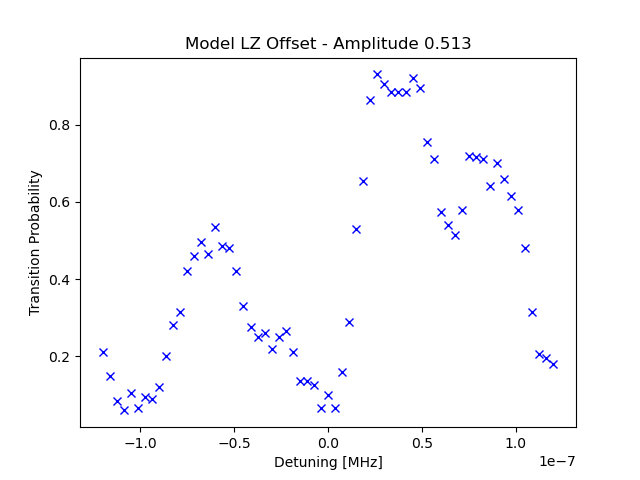 Model LZ Offset - Amplitude 0.513
Transition Probability
0.8
0.6
0.4
0.2
−1.0 −0.5 0.0 0.5 1.0
1e−7
Detuning [MHz]